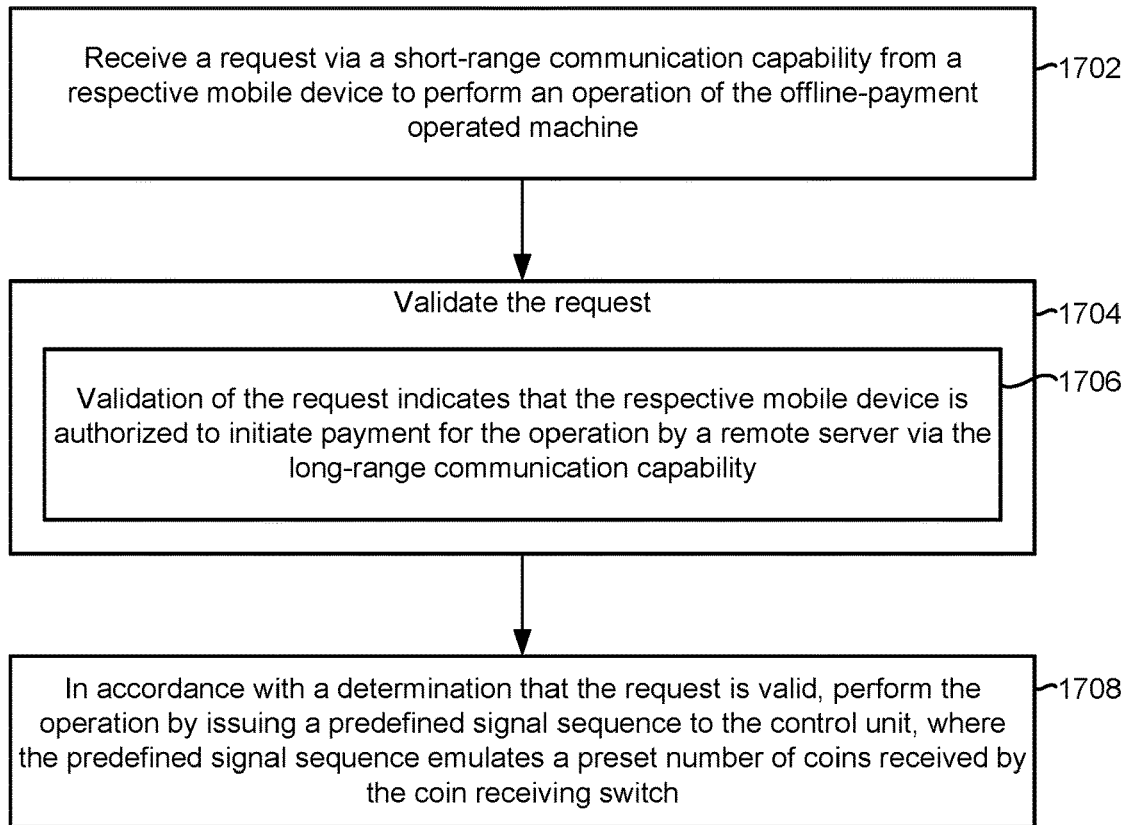 Receive a request via a short-range communication capability from a
respective mobile device to perform an operation of the offline-payment
operated machine
1702
Validate the request
1704
1706
Validation of the request indicates that the respective mobile device is
authorized to initiate payment for the operation by a remote server via the
long-range communication capability
In accordance with a determination that the request is valid, perform the
1708
operation by issuing a predefined signal sequence to the control unit, where
the predefined signal sequence emulates a preset number of coins received by
the coin receiving switch